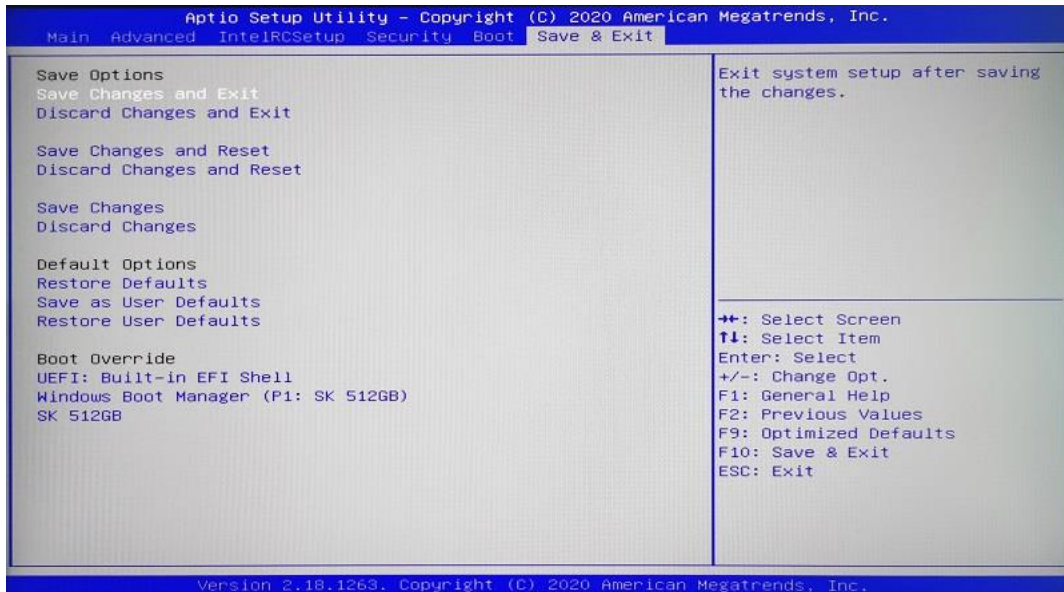 Aptio Setup Utility – Copyright (C) 2020 American Megatrends, Inc.
Main Advanced IntelRCSetup Security Boot Save & Exit
Save Options
Save Changes and Exit
Discard Changes and Exit
Save Changes and Reset
Discard Changes and Reset
Save Changes
Discard Changes
Default Options
Restore Defaults
Save as User Defaults
Restore User Defaults
Boot Override
UEFI: Built-in EFI Shell
Windows Boot Manager (P1: SK 512GB)
SK 512GB
Exit system setup after saving
the changes.
→←: Select Screen
↑↓: Select Item
Enter: Select
+/-: Change Opt.
F1: General Help
F2: Previous Values
F9: Optimized Defaults
F10: Save & Exit
ESC: Exit
Version 2.18.1263. Copyright (C) 2020 American Megatrends, Inc.